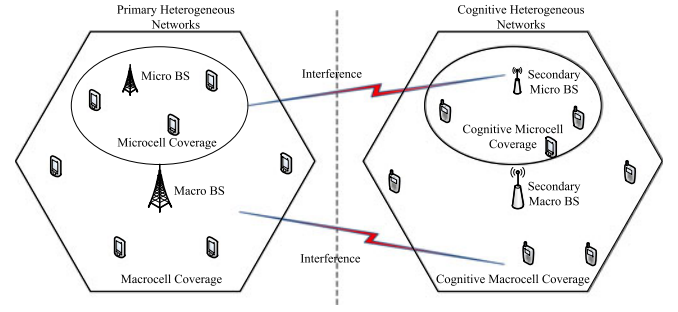 Primary Heterogeneous
Networks
Cognitive Heterogeneous
Networks
Micro BS
Microcell Coverage
Macro BS
Macrocell Coverage
Interference
Interference
Secondary
Micro BS
Cognitive Microcell
Coverage
Secondary
Macro BS
Cognitive Macrocell Coverage